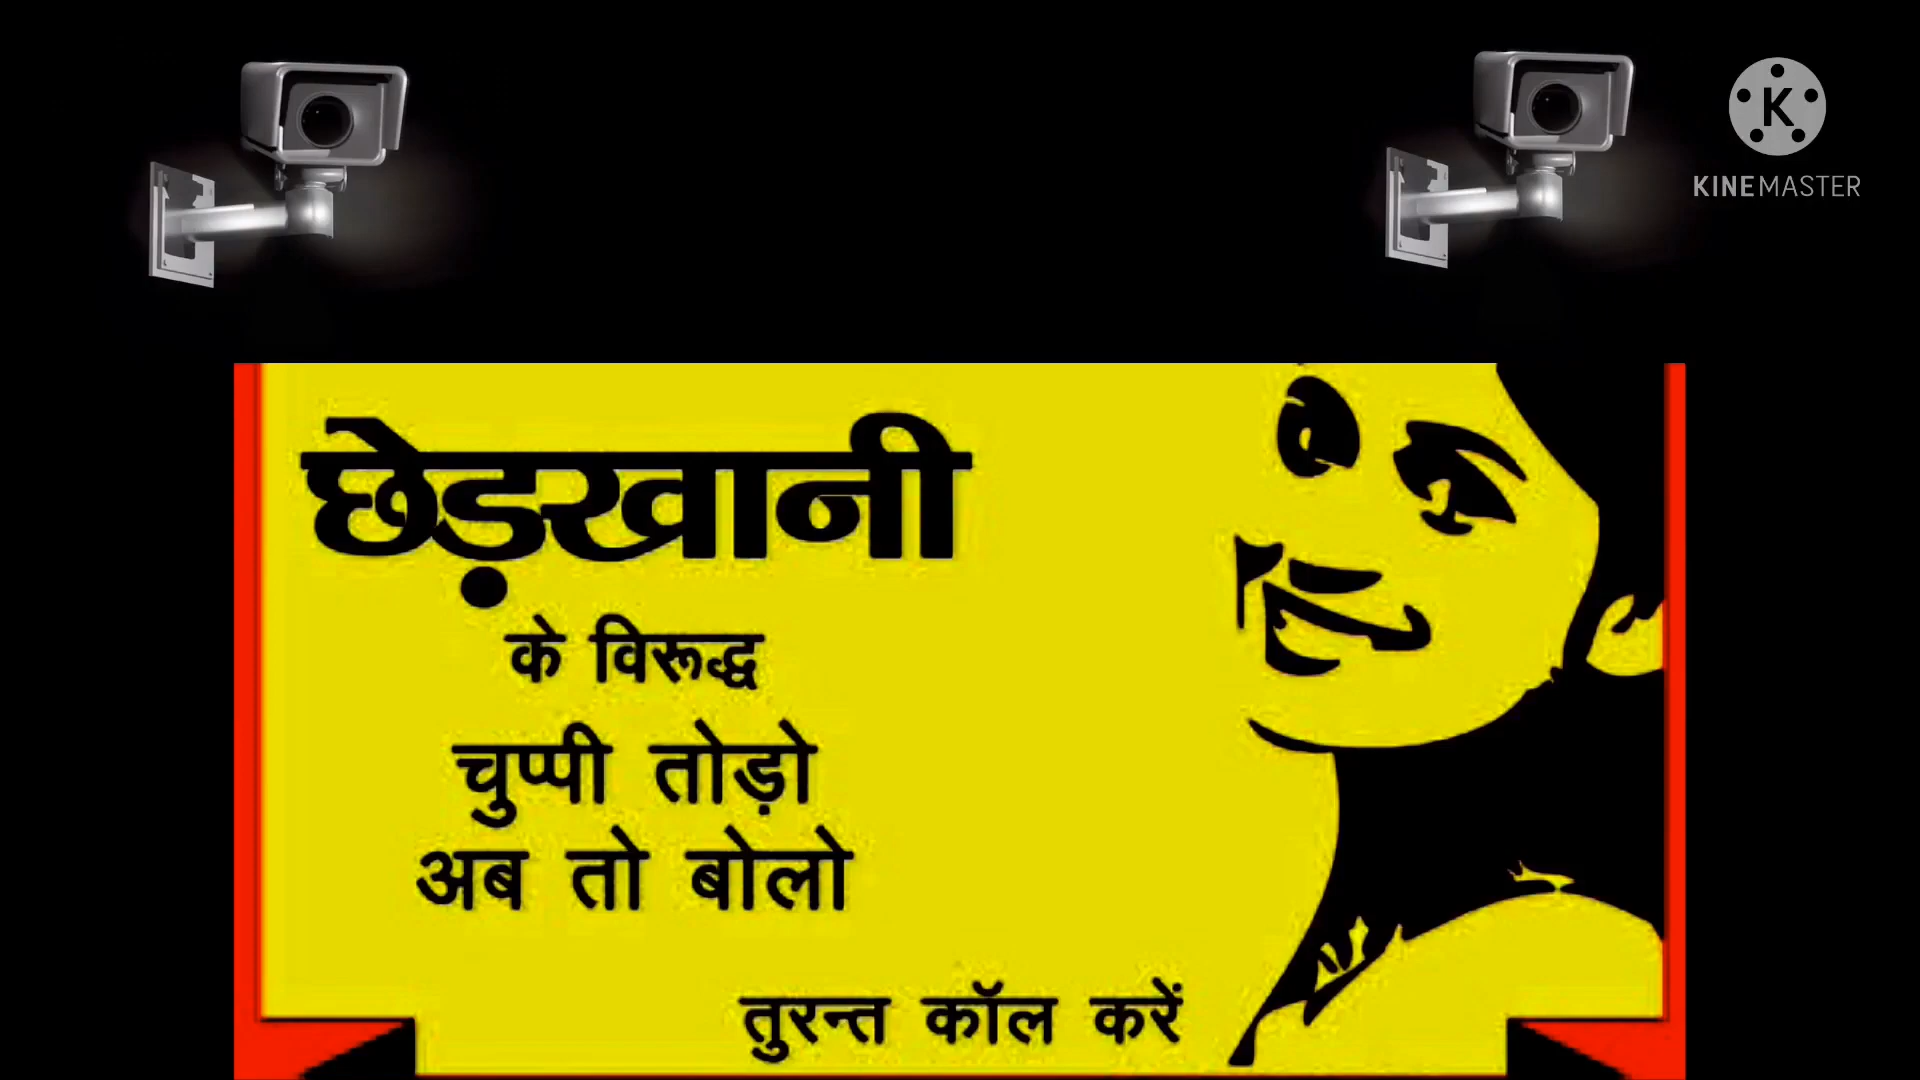 K
KINEMASTER
छेड़खानी
के विरूद्ध
चुप्पी तोड़ो
अब तो बोलो
तुरन्त कॉल करें